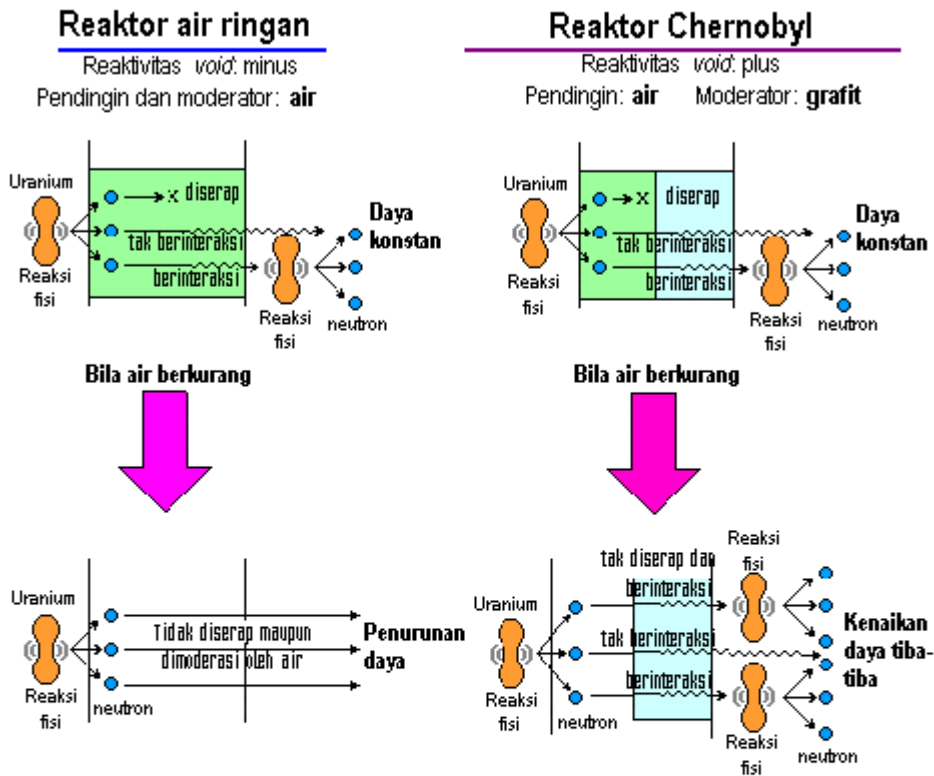 Reaktor air ringan
Reaktivitas void: minus
Pendingin dan moderator: air
Uranium
diserap
tak berinteraksi
berinteraksi
Reaksi
fisi
Reaksi
fisi
Daya
konstan
neutron
Bila air berkurang
Uranium
Tidak diserap maupun
dimoderasi oleh air
Reaksi
fisi
neutron
Penurunan
daya
Reaktor Chernobyl
Reaktivitas void: plus
Pendingin: air Moderator: grafit
Uranium
diserap
tak berinteraksi
berinteraksi
Reaksi
fisi
Reaksi
fisi
Daya
konstan
neutron
Bila air berkurang
Reaksi
fisi
tak diserap dan
berinteraksi
Uranium
tak berinteraksi
berinteraksi
Reaksi
fisi
neutron
Kenaikan
daya tiba-
tiba
Reaksi
fisi
neutron